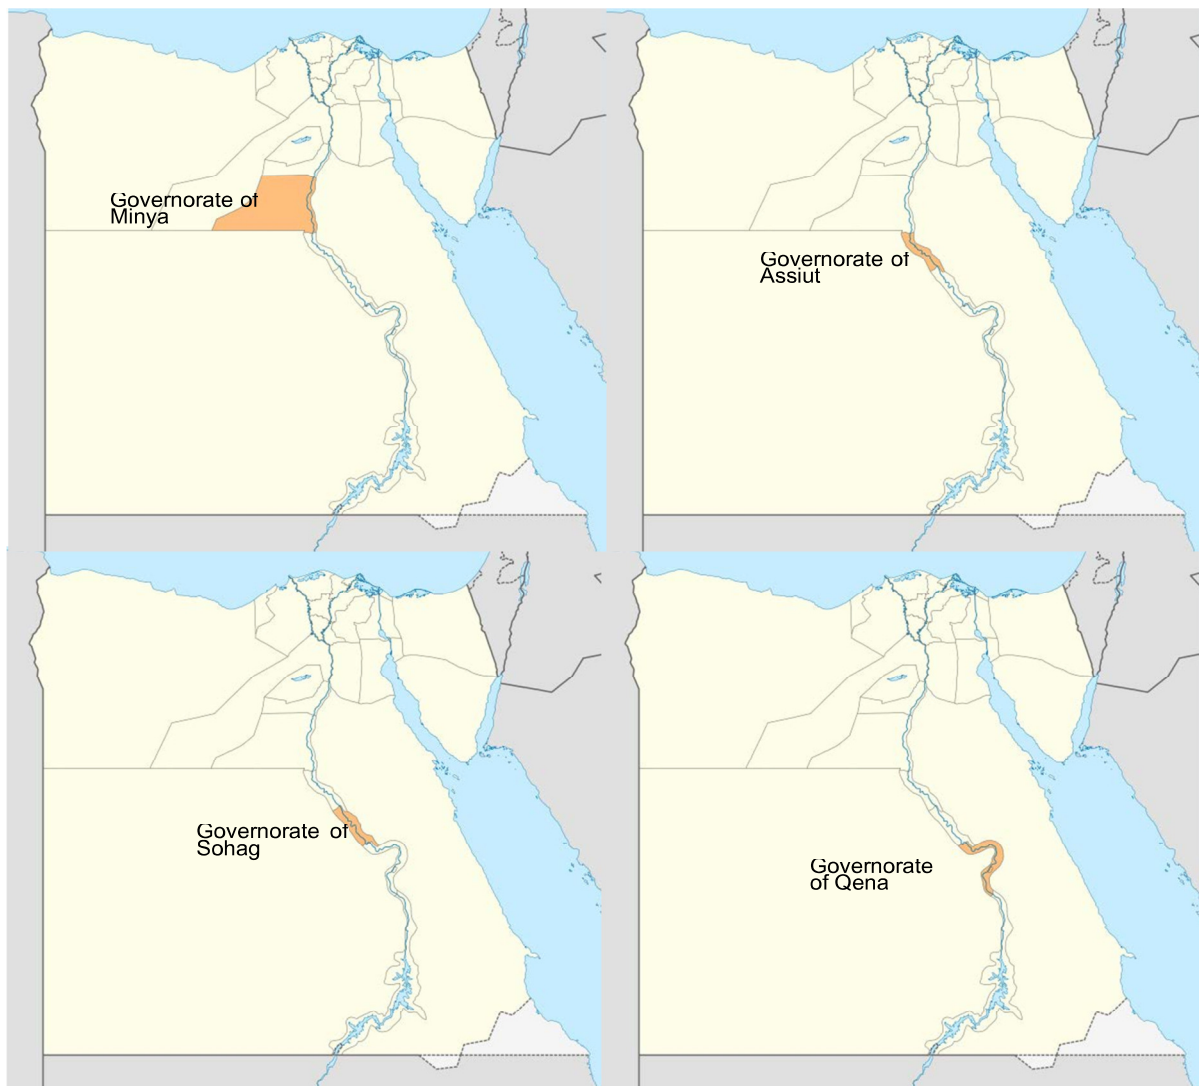 Governorate of
Minya
Governorate of
Assiut
Governorate of
Sohag
Governorate
of Qena